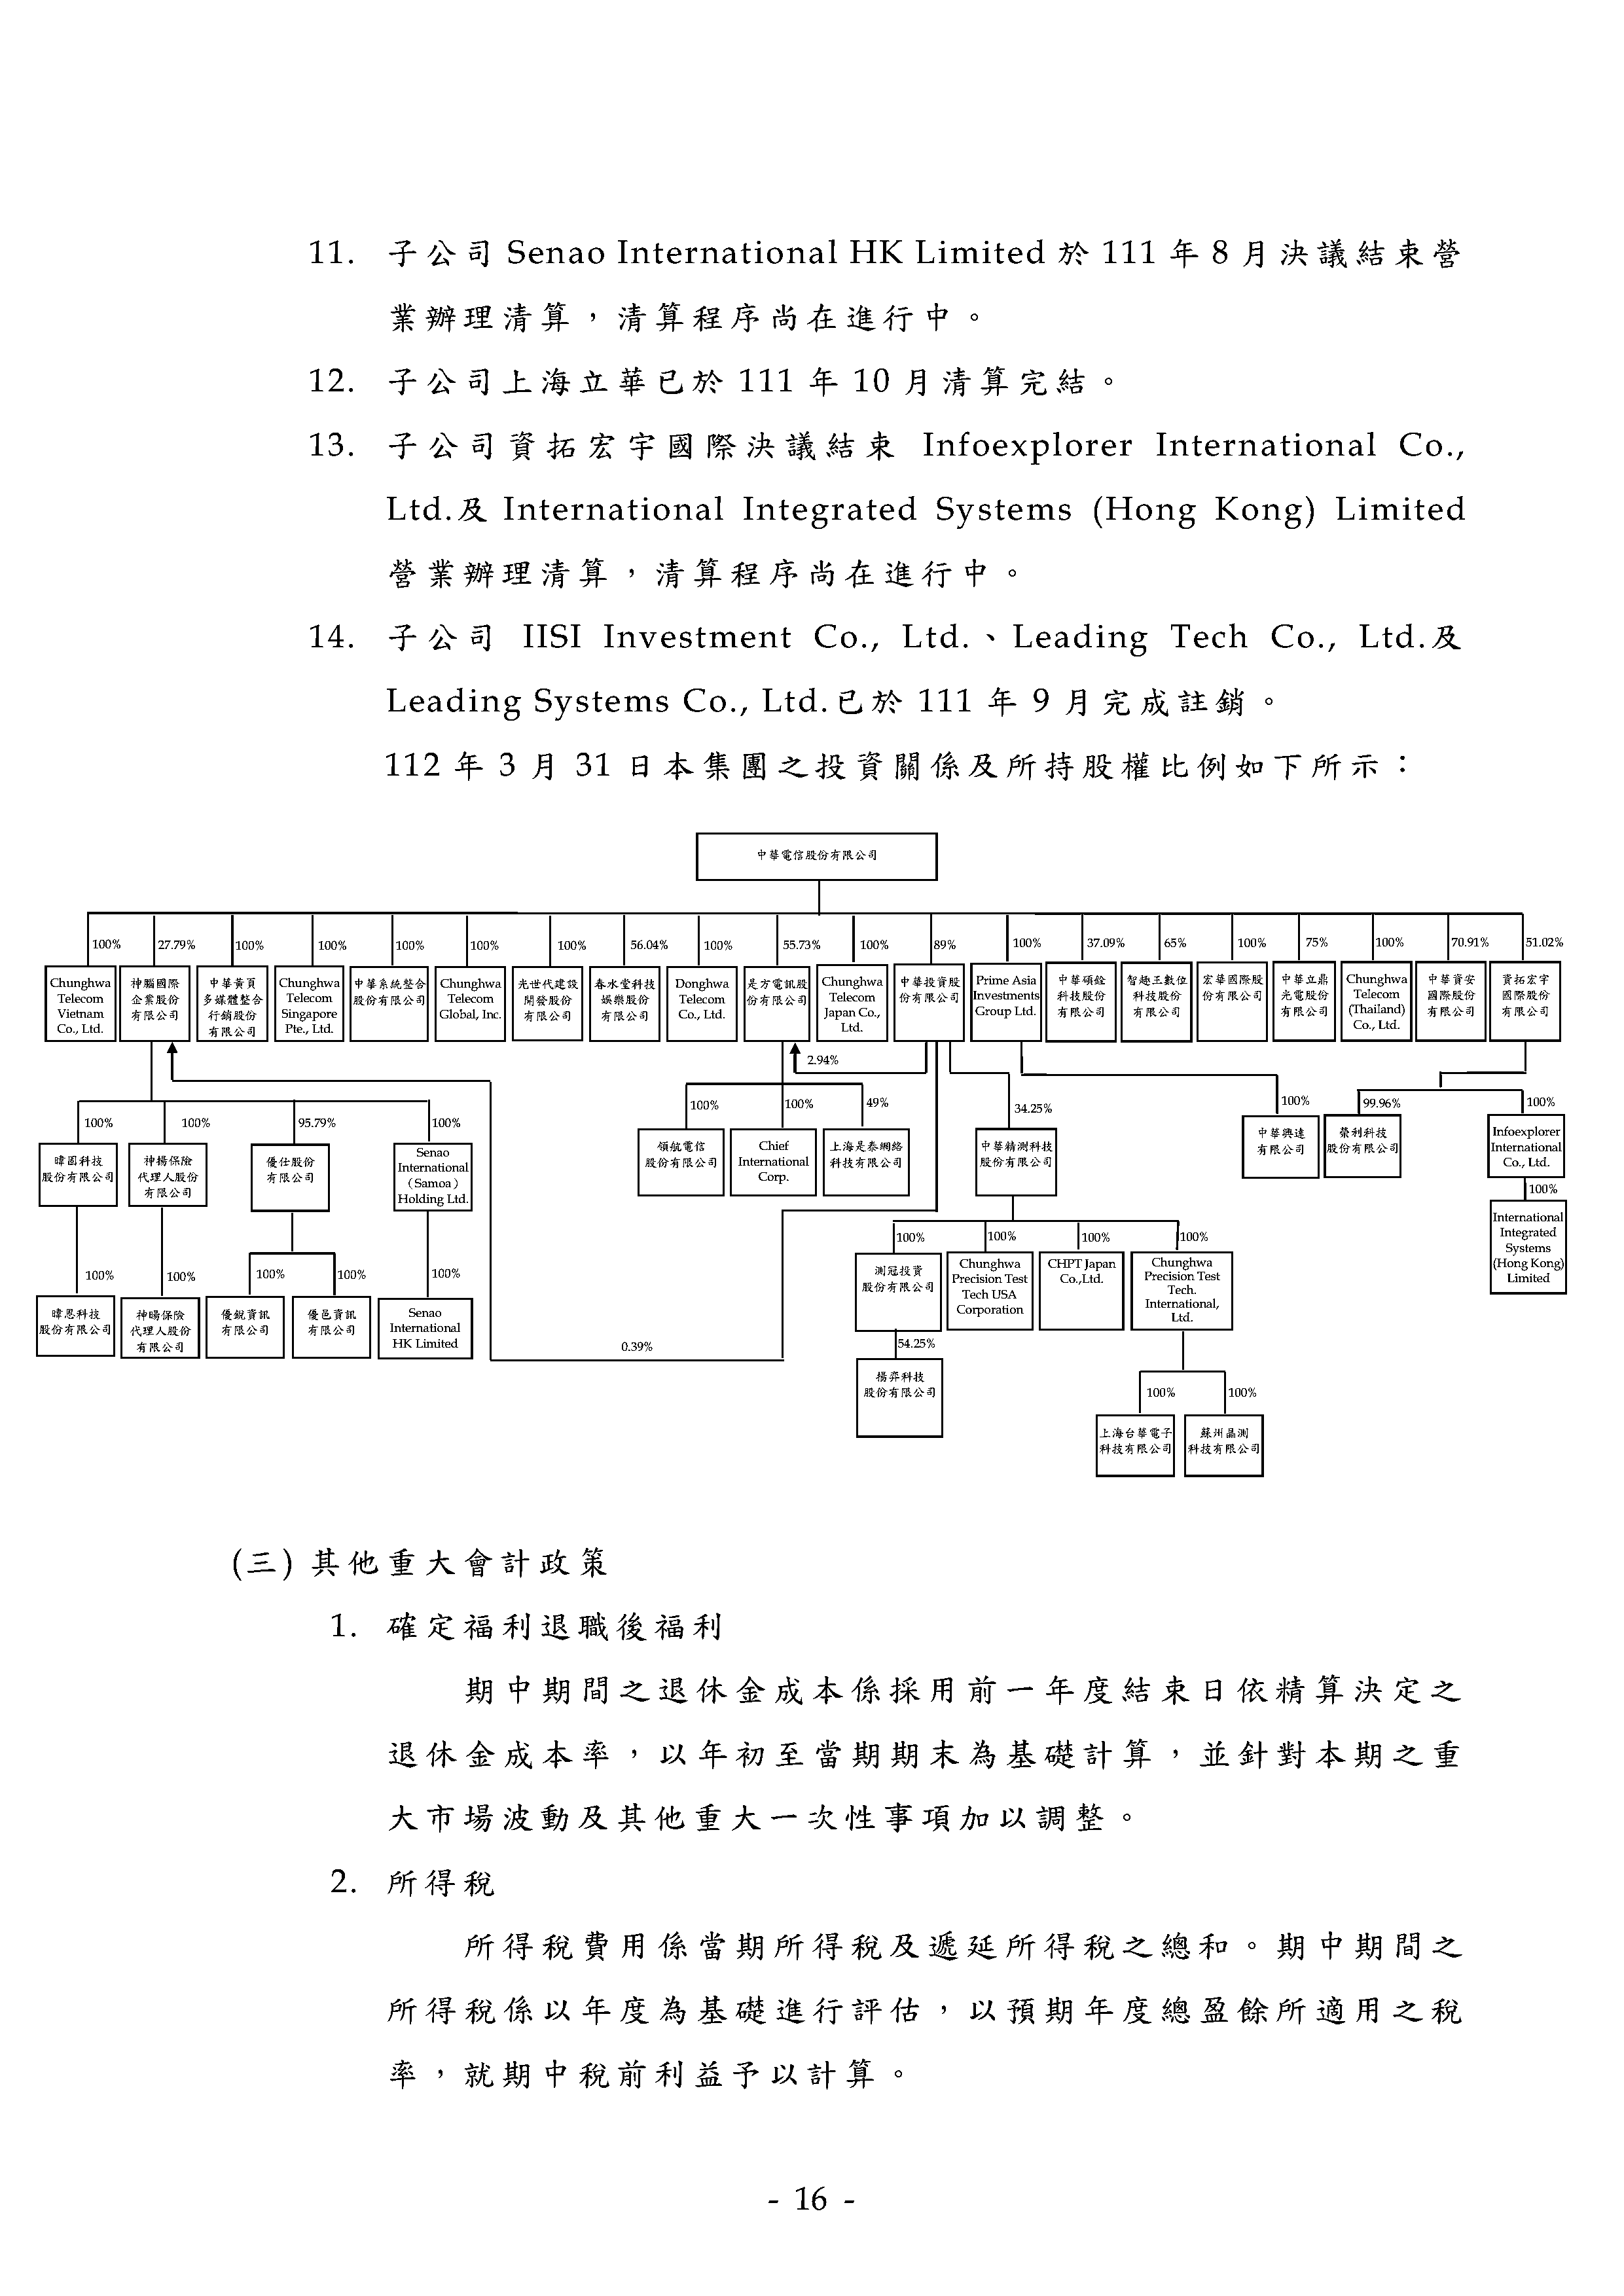 11. 子公司 Senao International HK Limited 於 111 年 8 月決議結束營
業辦理清算，清算程序尚在進行中。
12. 子公司上海立華已於 111 年 10 月清算完結。
13. 子公司資拓宏宇國際決議結束 Infoexplorer International Co.,
Ltd.及 International Integrated Systems (Hong Kong) Limited
營業辦理清算，清算程序尚在進行中。
14. 子公司 IISI Investment Co., Ltd.、Leading Tech Co., Ltd.及
Leading Systems Co., Ltd.已於 111 年 9 月完成註銷。
112 年 3 月 31 日本集團之投資關係及所持股權比例如下所示：
中華電信股份有限公司
100%
Chunghwa
Telecom
Vietnam
Co., Ltd.
27.79%
神腦國際
企業股份
有限公司
100%
中華黃頁
多媒體整合
行銷股份
有限公司
100%
Chunghwa
Telecom
Singapore
Pte., Ltd.
100%
中華系統整合
股份有限公司
100%
Chunghwa
Telecom
Global, Inc.
100%
光世代建設
開發股份
有限公司
56.04%
春水堂科技
娛樂股份
有限公司
100%
Donghwa
Telecom
Co., Ltd.
55.73%
是方電訊股
份有限公司
100%
Chunghwa
Telecom
Japan Co.,
Ltd.
89%
中華投資股
份有限公司
100%
Prime Asia
Investments
Group Ltd.
37.09%
中華碩銓
科技股份
有限公司
65%
智趣王數位
科技股份
有限公司
100%
宏華國際股
份有限公司
75%
中華立鼎
光電股份
有限公司
100%
Chunghwa
Telecom
(Thailand)
Co., Ltd.
70.91%
中華資安
國際股份
有限公司
51.02%
資拓宏宇
國際股份
有限公司
2.94%
100%
暐圓科技
股份有限公司
100%
神揚保險
代理人股份
有限公司
95.79%
優仕股份
有限公司
100%
Senao
International
（Samoa）
Holding Ltd.
100%
領航電信
股份有限公司
100%
Chief
International
Corp.
49%
上海是泰網絡
科技有限公司
34.25%
中華精測科技
股份有限公司
100%
中華興達
有限公司
99.96%
榮利科技
股份有限公司
100%
Infoexplorer
International
Co., Ltd.
100%
International
Integrated
Systems
(Hong Kong)
Limited
100%
暐恩科技
股份有限公司
100%
神暘保險
代理人股份
有限公司
100%
優銳資訊
有限公司
100%
優邑資訊
有限公司
100%
Senao
International
HK Limited
0.39%
100%
測冠投資
股份有限公司
100%
Chunghwa
Precision Test
Tech USA
Corporation
100%
CHPT Japan
Co.,Ltd.
100%
Chunghwa
Precision Test
Tech.
International,
Ltd.
54.25%
楊弈科技
股份有限公司
100%
上海台華電子
科技有限公司
100%
蘇州晶測
科技有限公司
(三) 其他重大會計政策
1. 確定福利退職後福利
期中期間之退休金成本係採用前一年度結束日依精算決定之
退休金成本率，以年初至當期期末為基礎計算，並針對本期之重
大市場波動及其他重大一次性事項加以調整。
2. 所得稅
所得稅費用係當期所得稅及遞延所得稅之總和。期中期間之
所得稅係以年度為基礎進行評估，以預期年度總盈餘所適用之稅
率，就期中稅前利益予以計算。
- 16 -